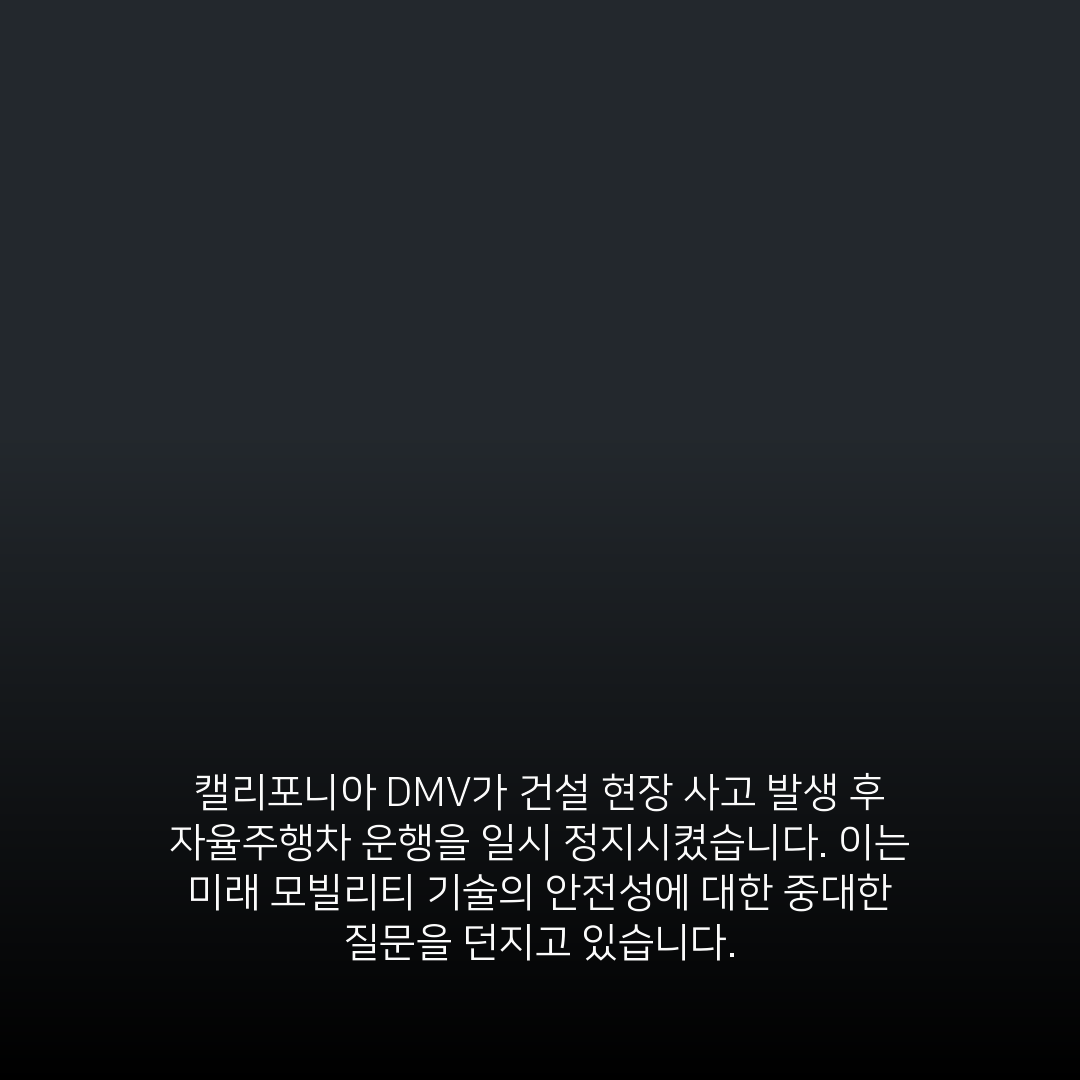 캘리포니아 DMV가 건설 현장 사고 발생 후
자율주행차 운행을 일시 정지시켰습니다. 이는
미래 모빌리티 기술의 안전성에 대한 중대한
질문을 던지고 있습니다.